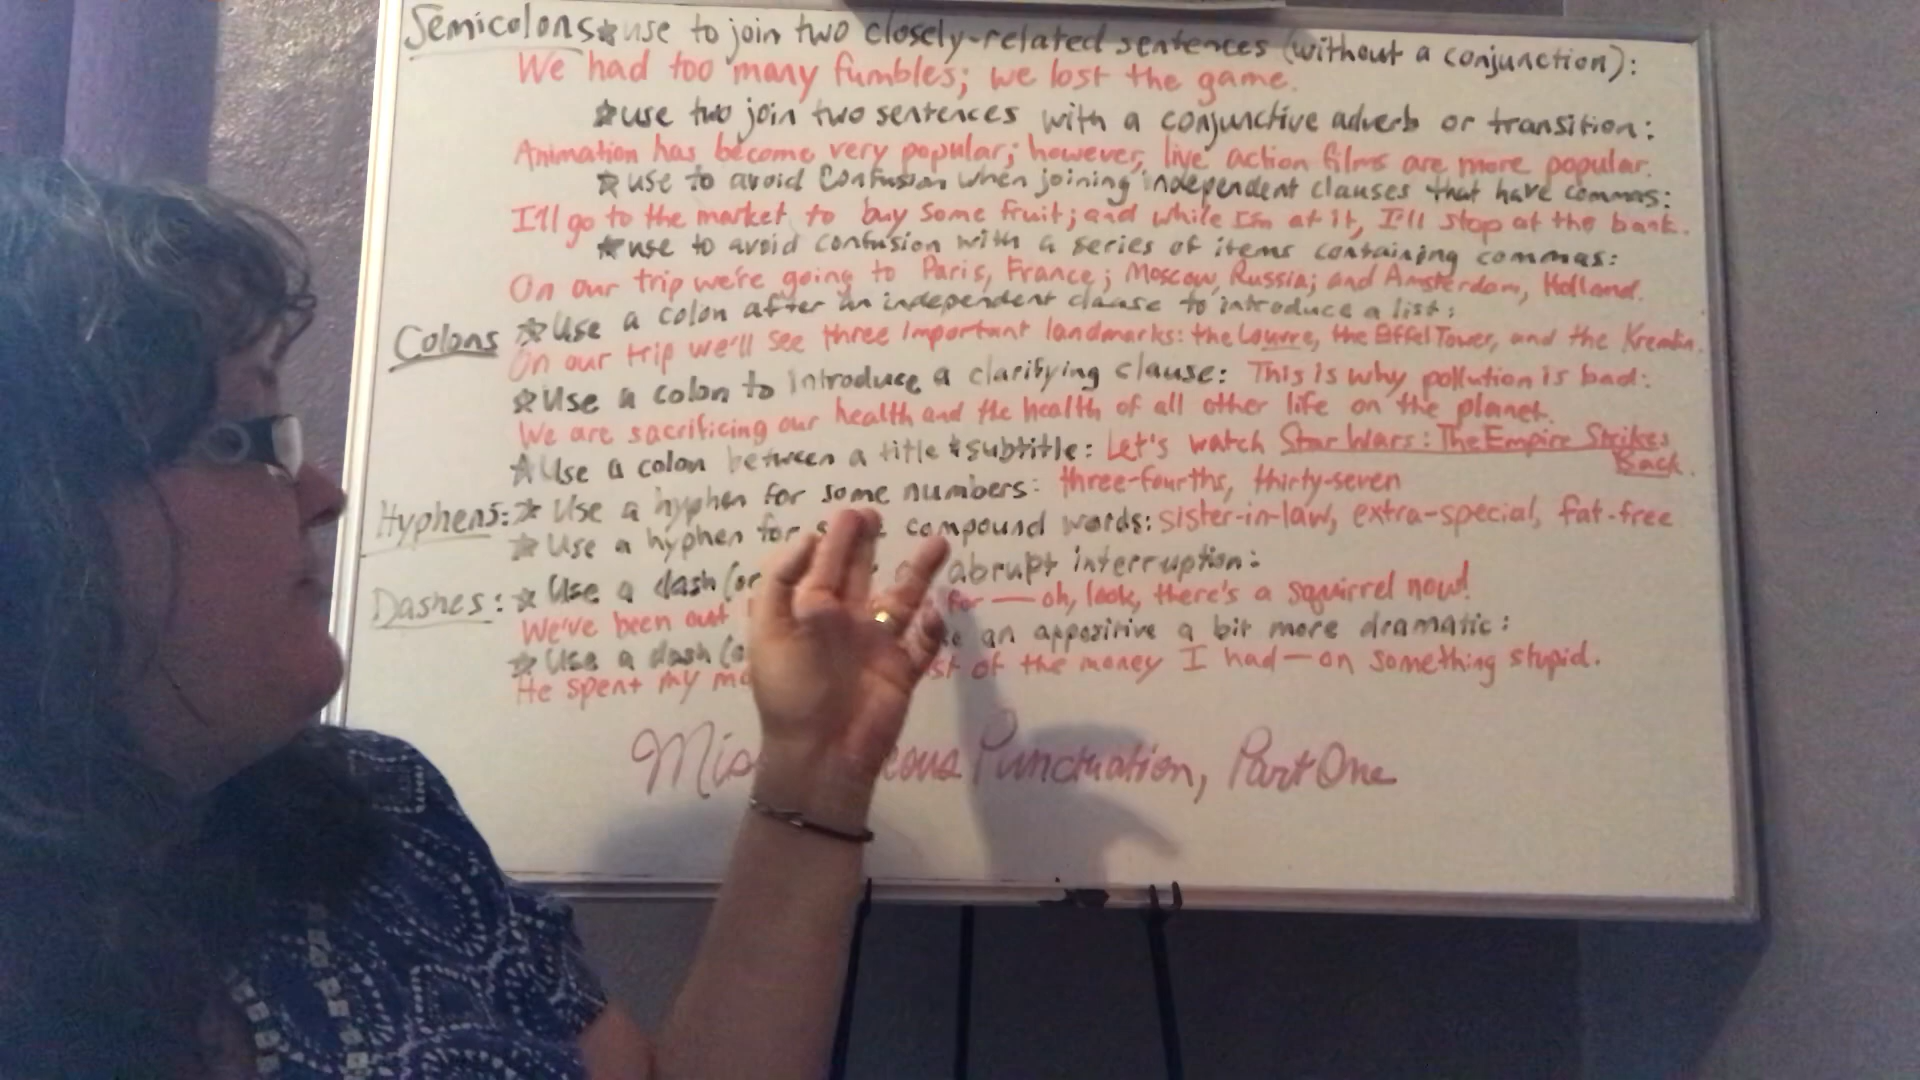 Semicolons☆use to join two closely-related sentences (without a conjunction):
We had too many fumbles; we lost the game.
☆use two join two sentences with a conjunctive adverb or transition:
Animation has become very popular; however, live action films are more popular.
☆use to avoid confusion when joining independent clauses that have commas:
I'll go to the market to buy some fruit; and while I'm at it, I'll stop at the bank.
☆use to avoid confusion with a series of items containing commas:
On our trip we're going to Paris, France; Moscow, Russia; and Amsterdam, Holland.
Colons ☆Use a colon after an independent clause to introduce a list:
On our trip we'll see three important landmarks: the Louvre, the Eiffel Tower, and the Kremlin.
☆Use a colon to introduce a clarifying clause: This is why pollution is bad:
We are sacrificing our health and the health of all other life on the planet.
☆Use a colon between a title & subtitle: Let's watch Star Wars: The Empire Strikes
Back.
Hyphens:☆ Use a hyphen for some numbers: three-fourths, thirty-seven
☆ Use a hyphen for compound words: sister-in-law, extra-special, fat-free
Dashes: ☆ Use a dash (or abrupt interruption:
We've been out for — oh, look, there's a squirrel now!
☆ Use a dash ( an appositive a bit more dramatic:
He spent my of the money I had — on something stupid.
Punctuation, Part One